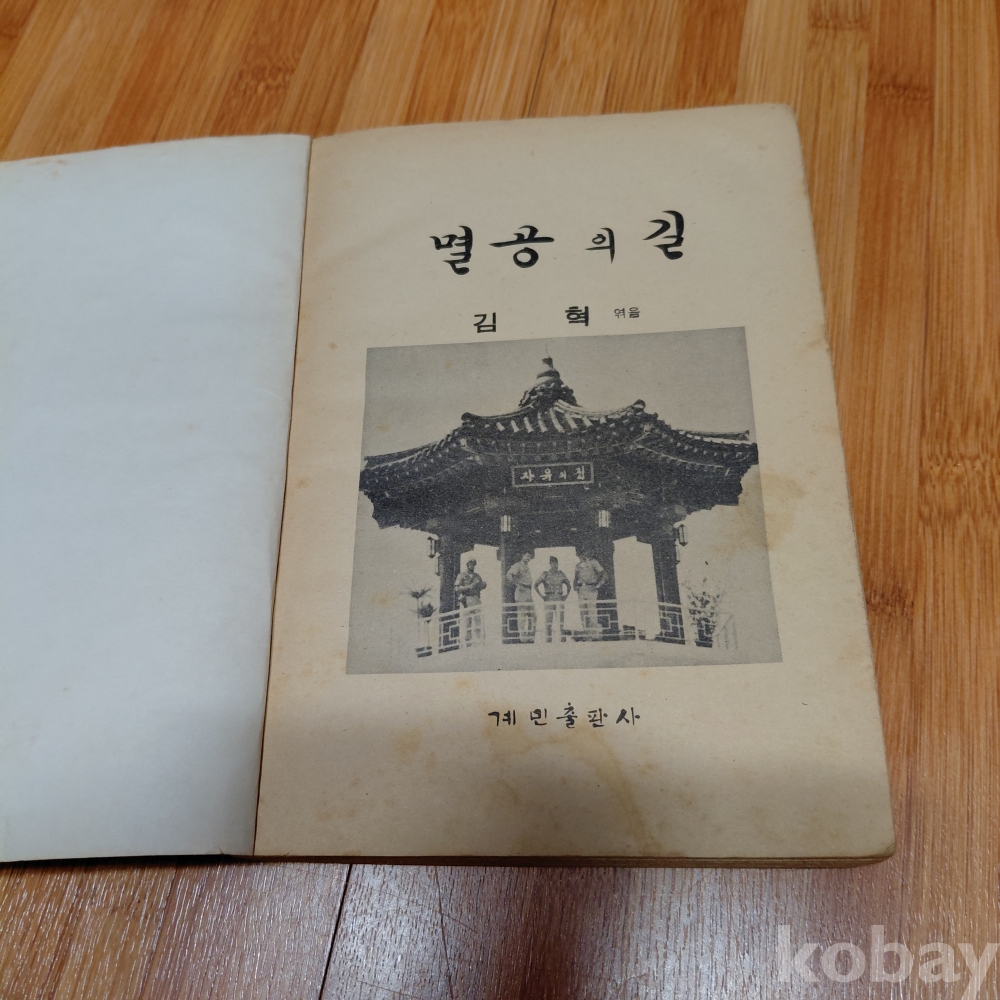 멸공의 길
김 혁 엮음
자유의집
계민출판사
kobay